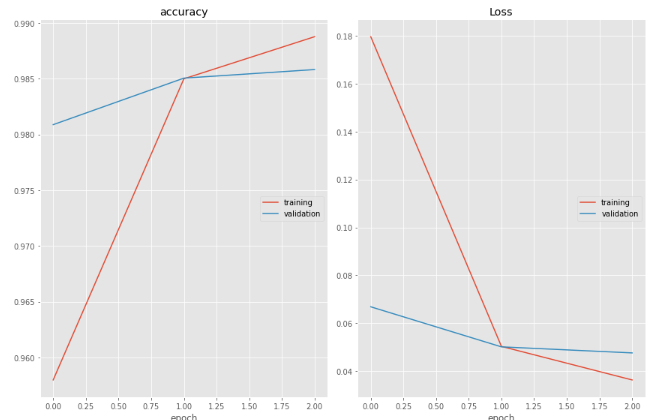 accuracy
0.990
0.985
0.980
0.975
0.970
0.965
0.960
training
validation
0.00 0.25 0.50 0.75 1.00 1.25 1.50 1.75 2.00
epoch
Loss
0.18
0.16
0.14
0.12
0.10
0.08
0.06
0.04
training
validation
0.00 0.25 0.50 0.75 1.00 1.25 1.50 1.75 2.00
epoch